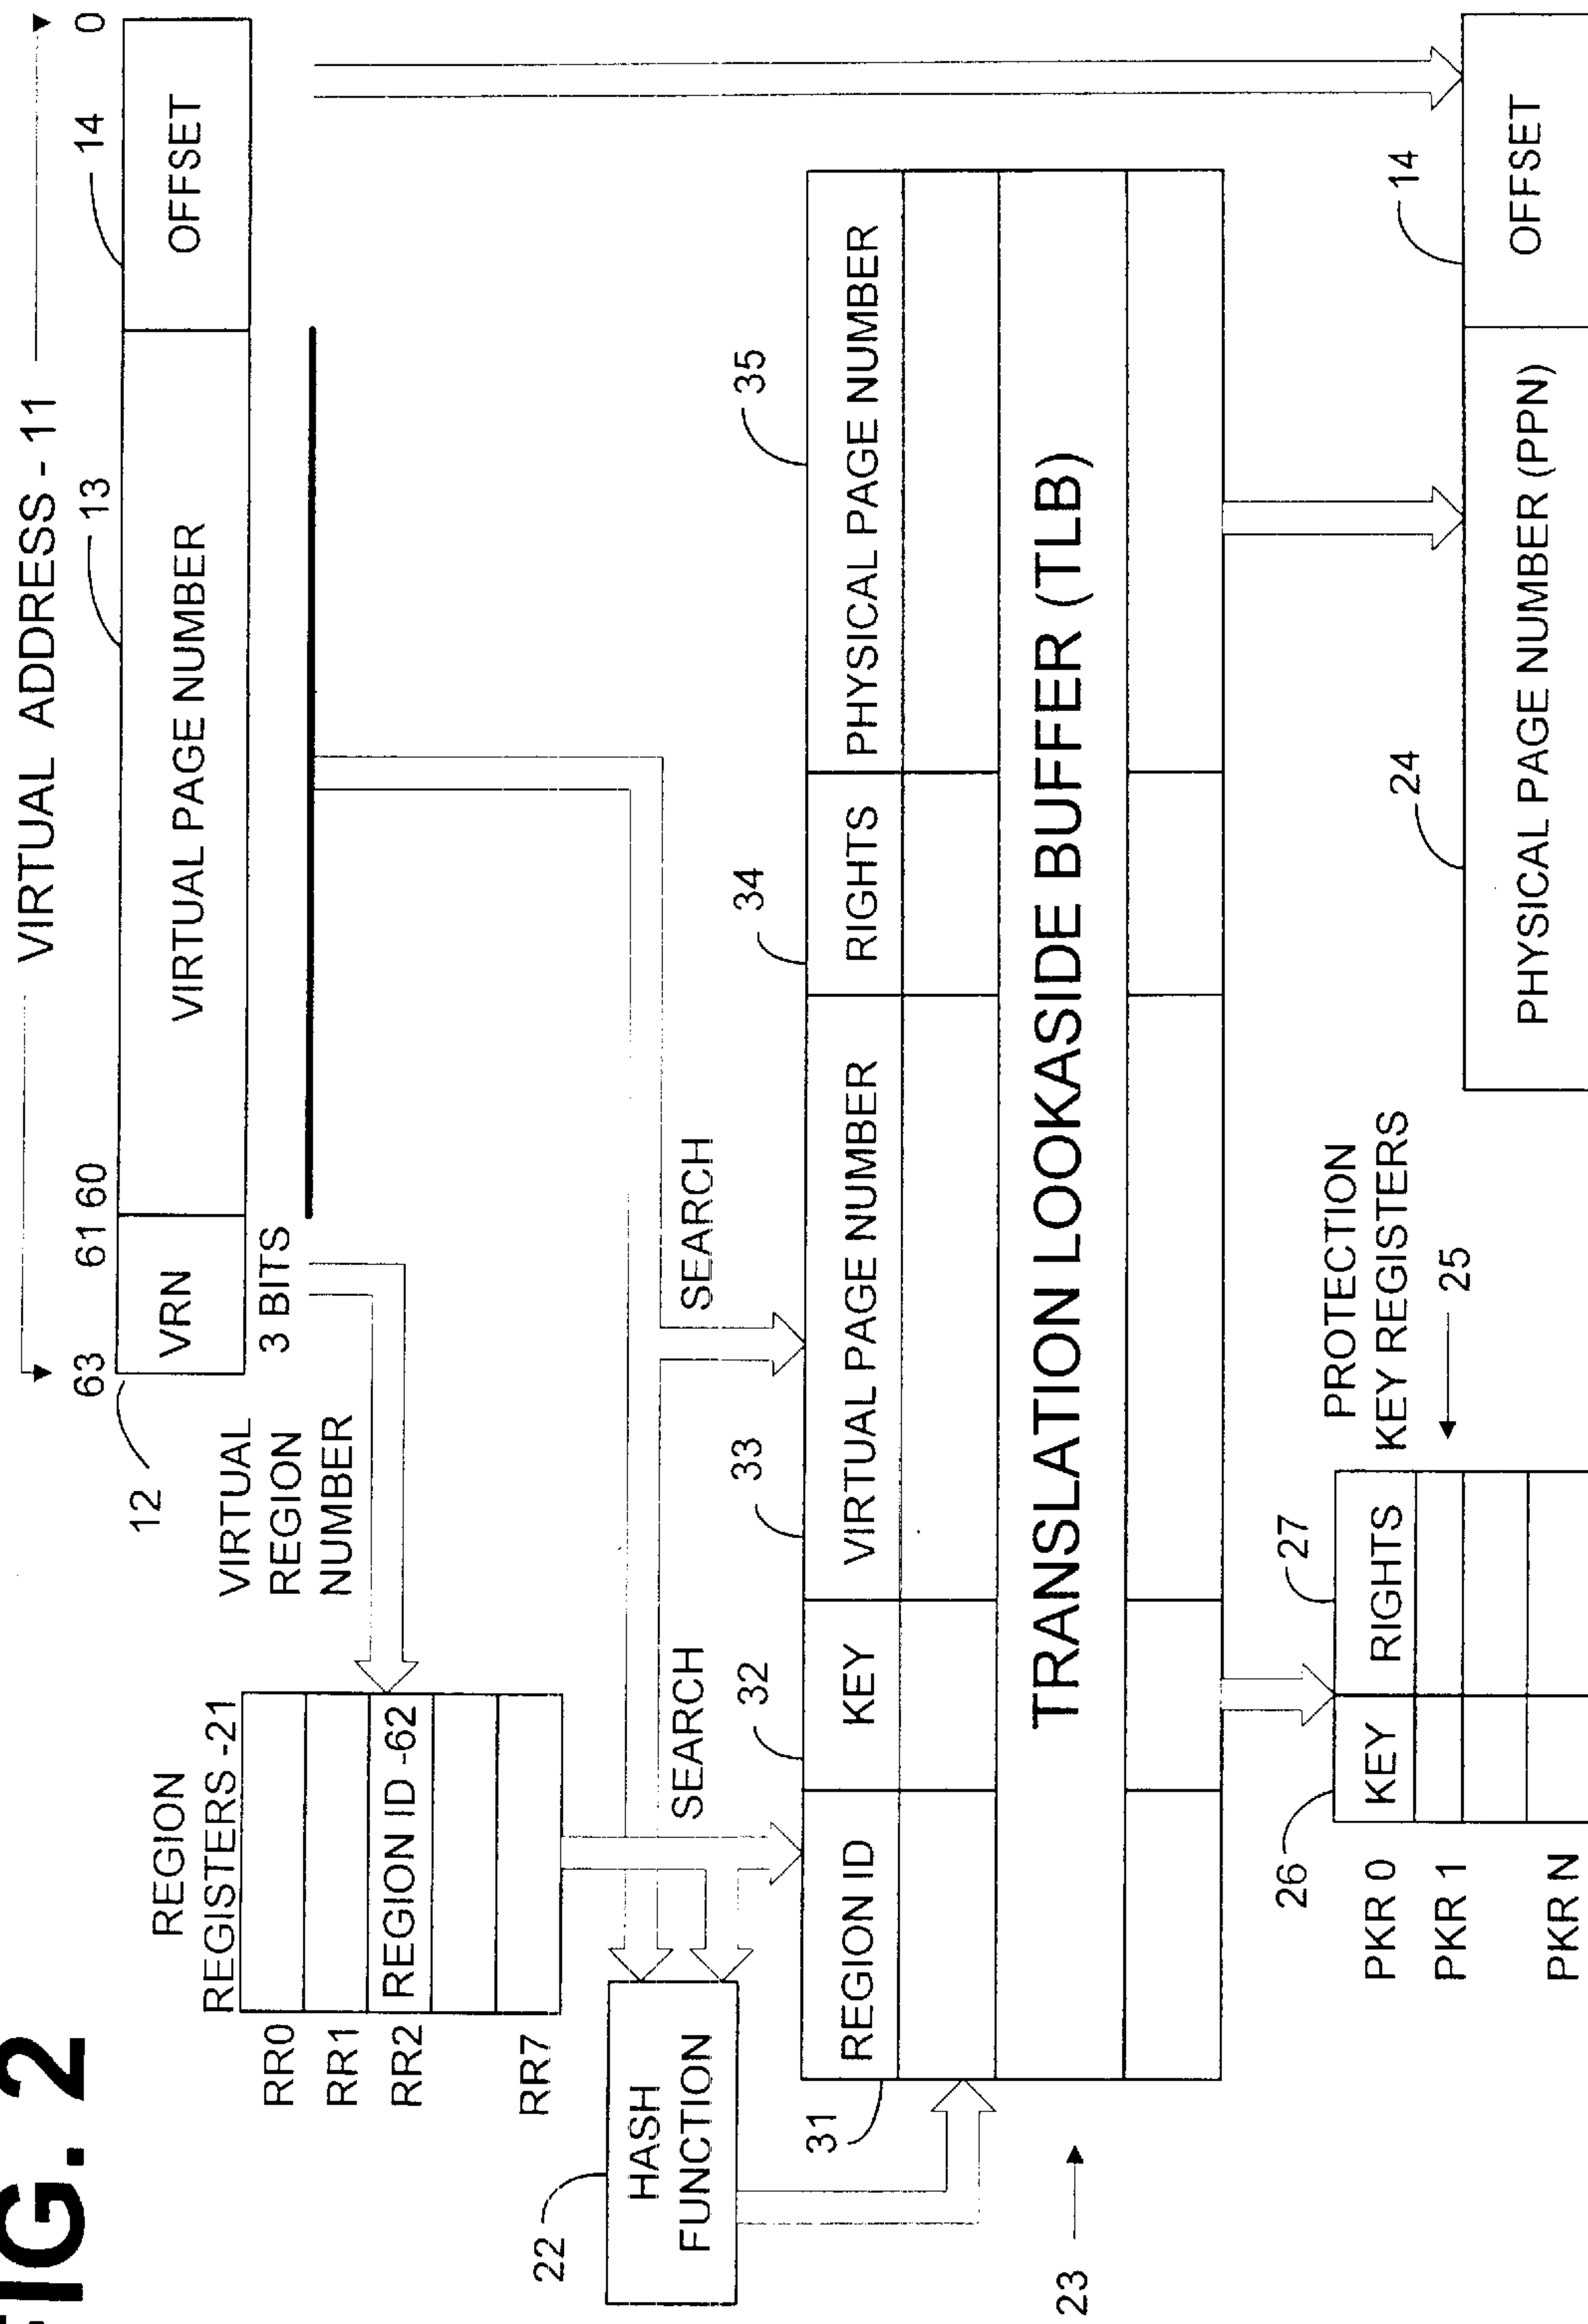 FIG. 2
VIRTUAL ADDRESS - 11
63
61
60
13
14
0
12
VRN
VIRTUAL PAGE NUMBER
OFFSET
3 BITS
VIRTUAL
REGION
NUMBER
REGION
REGISTERS -21
RR0
RR1
RR2
REGION ID -62
RR7
22
HASH
FUNCTION
SEARCH
SEARCH
31
32
33
34
35
REGION ID
KEY
VIRTUAL PAGE NUMBER
RIGHTS
PHYSICAL PAGE NUMBER
23
TRANSLATION LOOKASIDE BUFFER (TLB)
26
27
PROTECTION
KEY REGISTERS
25
PKR 0
KEY
RIGHTS
PKR 1
PKR N
24
14
PHYSICAL PAGE NUMBER (PPN)
OFFSET